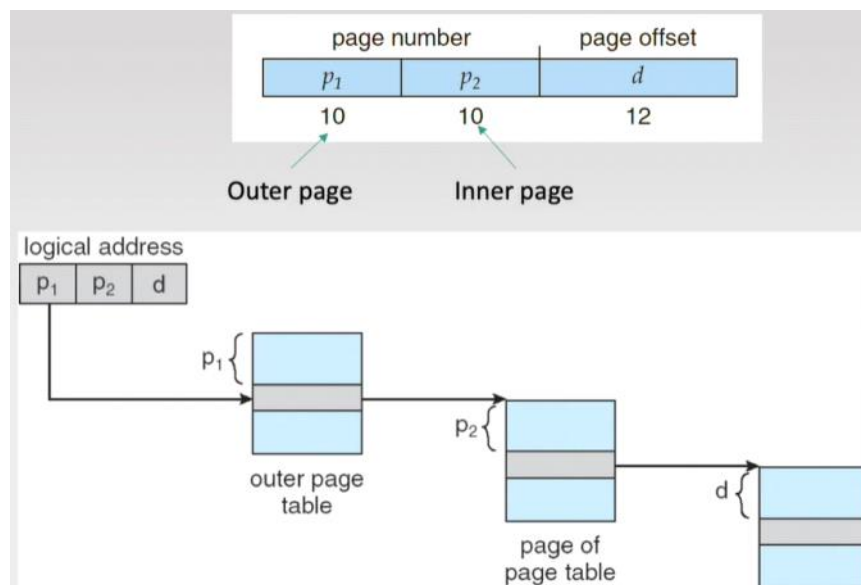 page number page offset
p₁ p₂ d
10 10 12
Outer page Inner page
logical address
p₁ p₂ d
p₁
p₂
outer page
table
d
page of
page table